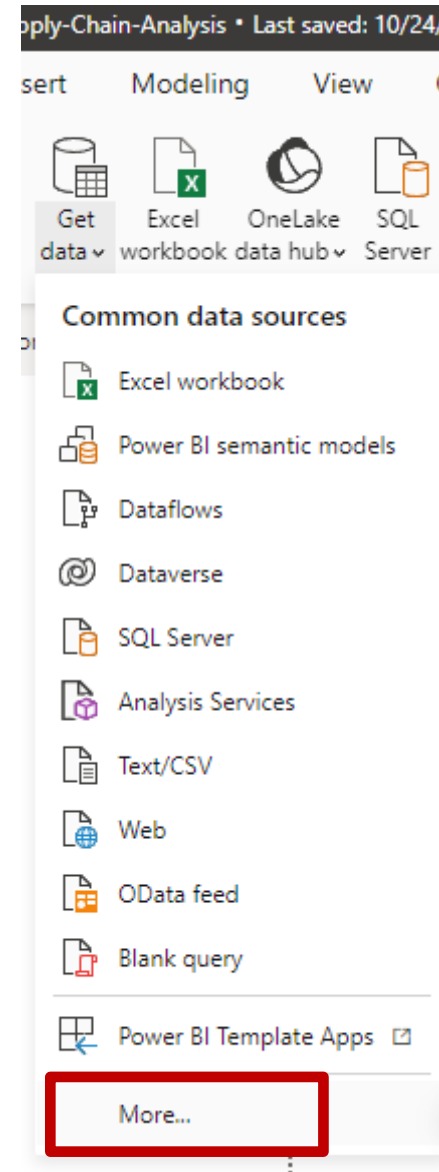 pply-Chain-Analysis • Last saved: 10/24/
sert Modeling View
Get data Excel workbook OneLake data hub SQL Server
Common data sources
Excel workbook
Power BI semantic models
Dataflows
Dataverse
SQL Server
Analysis Services
Text/CSV
Web
OData feed
Blank query
Power BI Template Apps
More...